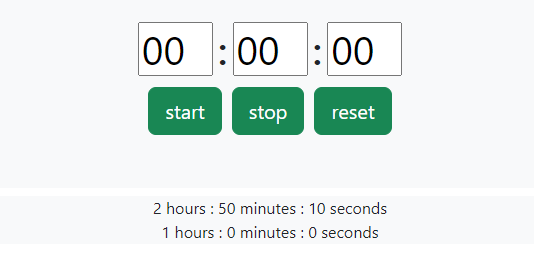 00 : 00 : 00
start stop reset
2 hours : 50 minutes : 10 seconds
1 hours : 0 minutes : 0 seconds